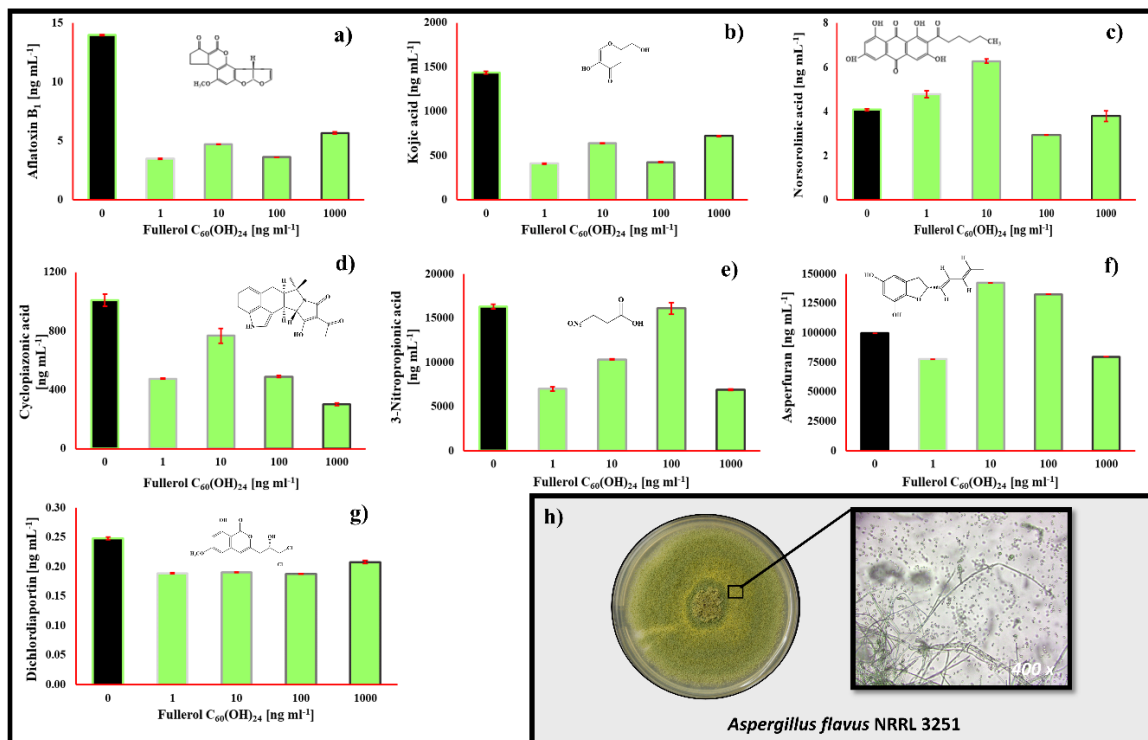 a)
Aflatoxin B₁ [ng mL⁻¹]
15
10
5
0
0 1 10 100 1000
Fullerol C₆₀(OH)₂₄ [ng ml⁻¹]
b)
Kojic acid [ng mL⁻¹]
2000
1500
1000
500
0
0 1 10 100 1000
Fullerol C₆₀(OH)₂₄ [ng ml⁻¹]
c)
Norsorolinic acid [ng mL⁻¹]
8
6
4
2
0
0 1 10 100 1000
Fullerol C₆₀(OH)₂₄ [ng ml⁻¹]
d)
Cyclopiazonic acid
[ng mL⁻¹]
1200
800
400
0
0 1 10 100 1000
Fullerol C₆₀(OH)₂₄ [ng ml⁻¹]
e)
3-Nitropropionic acid
[ng mL⁻¹]
20000
15000
10000
5000
0
0 1 10 100 1000
Fullerol C₆₀(OH)₂₄ [ng ml⁻¹]
f)
Asperfuran [ng mL⁻¹]
150000
125000
100000
75000
50000
25000
0
0 1 10 100 1000
Fullerol C₆₀(OH)₂₄ [ng ml⁻¹]
g)
Dichlordiaportin [ng mL⁻¹]
0.30
0.25
0.20
0.15
0.10
0.05
0.00
0 1 10 100 1000
Fullerol C₆₀(OH)₂₄ [ng ml⁻¹]
h)
400 x
Aspergillus flavus NRRL 3251